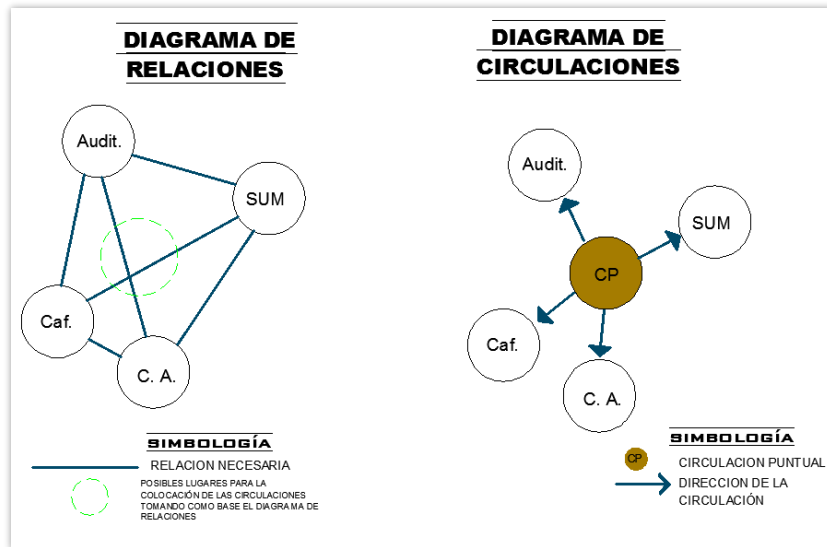 DIAGRAMA DE
RELACIONES
Audit.
SUM
Caf.
C. A.
SIMBOLOGÍA
RELACION NECESARIA
POSIBLES LUGARES PARA LA
COLOCACIÓN DE LAS CIRCULACIONES
TOMANDO COMO BASE EL DIAGRAMA DE
RELACIONES
DIAGRAMA DE
CIRCULACIONES
Audit.
SUM
CP
Caf.
C. A.
SIMBOLOGÍA
CP
CIRCULACION PUNTUAL
DIRECCION DE LA
CIRCULACIÓN